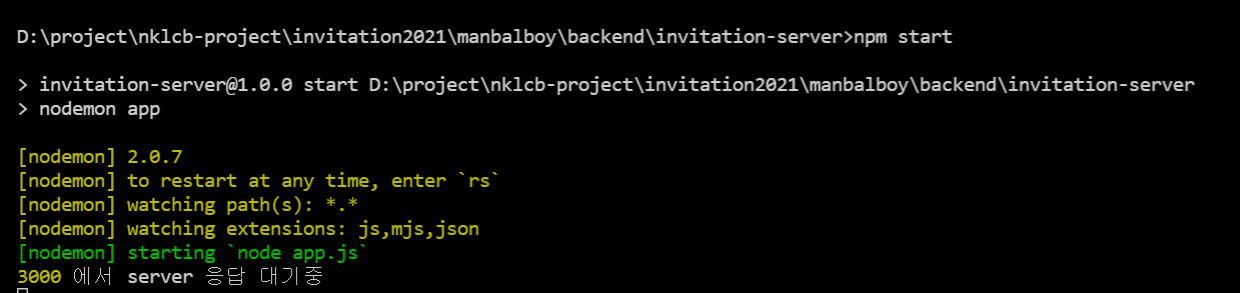 D:\project\nklcb-project\invitation2021\manbalboy\backend\invitation-server>npm start
> invitation-server@1.0.0 start D:\project\nklcb-project\invitation2021\manbalboy\backend\invitation-server
> nodemon app
[nodemon] 2.0.7
[nodemon] to restart at any time, enter `rs`
[nodemon] watching path(s): *.*
[nodemon] watching extensions: js,mjs,json
[nodemon] starting `node app.js`
3000 에서 server 응답 대기중